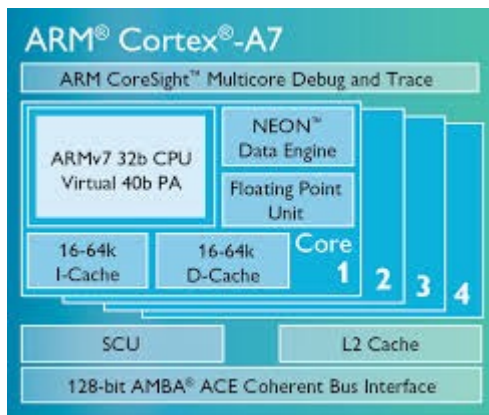 ARM® Cortex®-A7
ARM CoreSight™ Multicore Debug and Trace
ARMv7 32b CPU
Virtual 40b PA
NEON™
Data Engine
Floating Point
Unit
16-64k
I-Cache
16-64k
D-Cache
Core
1
2
3
4
SCU
L2 Cache
128-bit AMBA® ACE Coherent Bus Interface